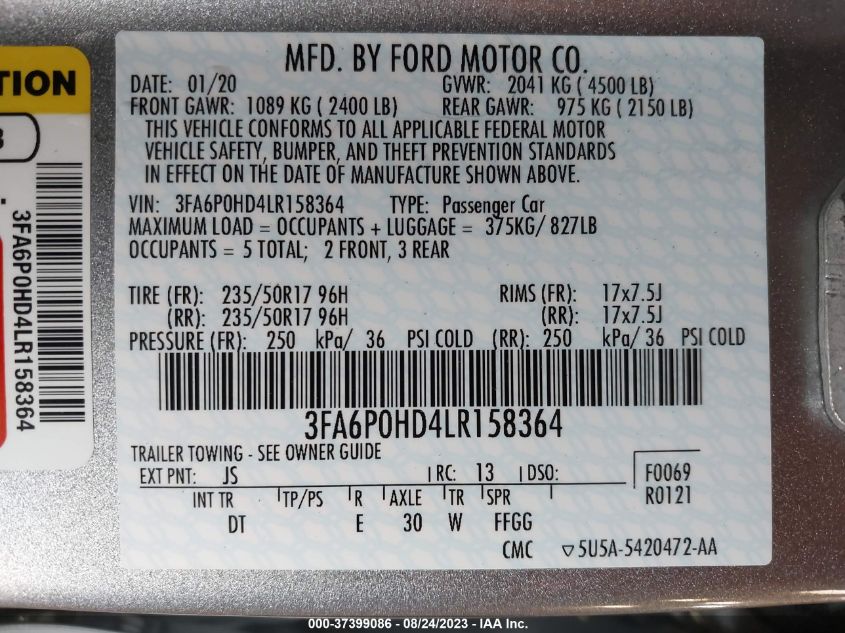 TION
3
3FA6P0HD4LR158364
MFD. BY FORD MOTOR CO.
DATE: 01/20 GVWR: 2041 KG ( 4500 LB)
FRONT GAWR: 1089 KG ( 2400 LB) REAR GAWR: 975 KG ( 2150 LB)
THIS VEHICLE CONFORMS TO ALL APPLICABLE FEDERAL MOTOR
VEHICLE SAFETY, BUMPER, AND THEFT PREVENTION STANDARDS
IN EFFECT ON THE DATE OF MANUFACTURE SHOWN ABOVE.
VIN: 3FA6P0HD4LR158364 TYPE: Passenger Car
MAXIMUM LOAD = OCCUPANTS + LUGGAGE = 375KG/ 827LB
OCCUPANTS = 5 TOTAL; 2 FRONT, 3 REAR
TIRE (FR): 235/50R17 96H RIMS (FR): 17x7.5J
(RR): 235/50R17 96H (RR): 17x7.5J
PRESSURE (FR): 250 kPa/ 36 PSI COLD (RR): 250 kPa/ 36 PSI COLD
3FA6P0HD4LR158364
TRAILER TOWING - SEE OWNER GUIDE
EXT PNT: JS RC: 13 DSO: F0069
INT TR TP/PS R AXLE TR SPR R0121
DT E 30 W FFGG
CMC ▽5U5A-5420472-AA
000-37399086 - 08/24/2023 - IAA Inc.